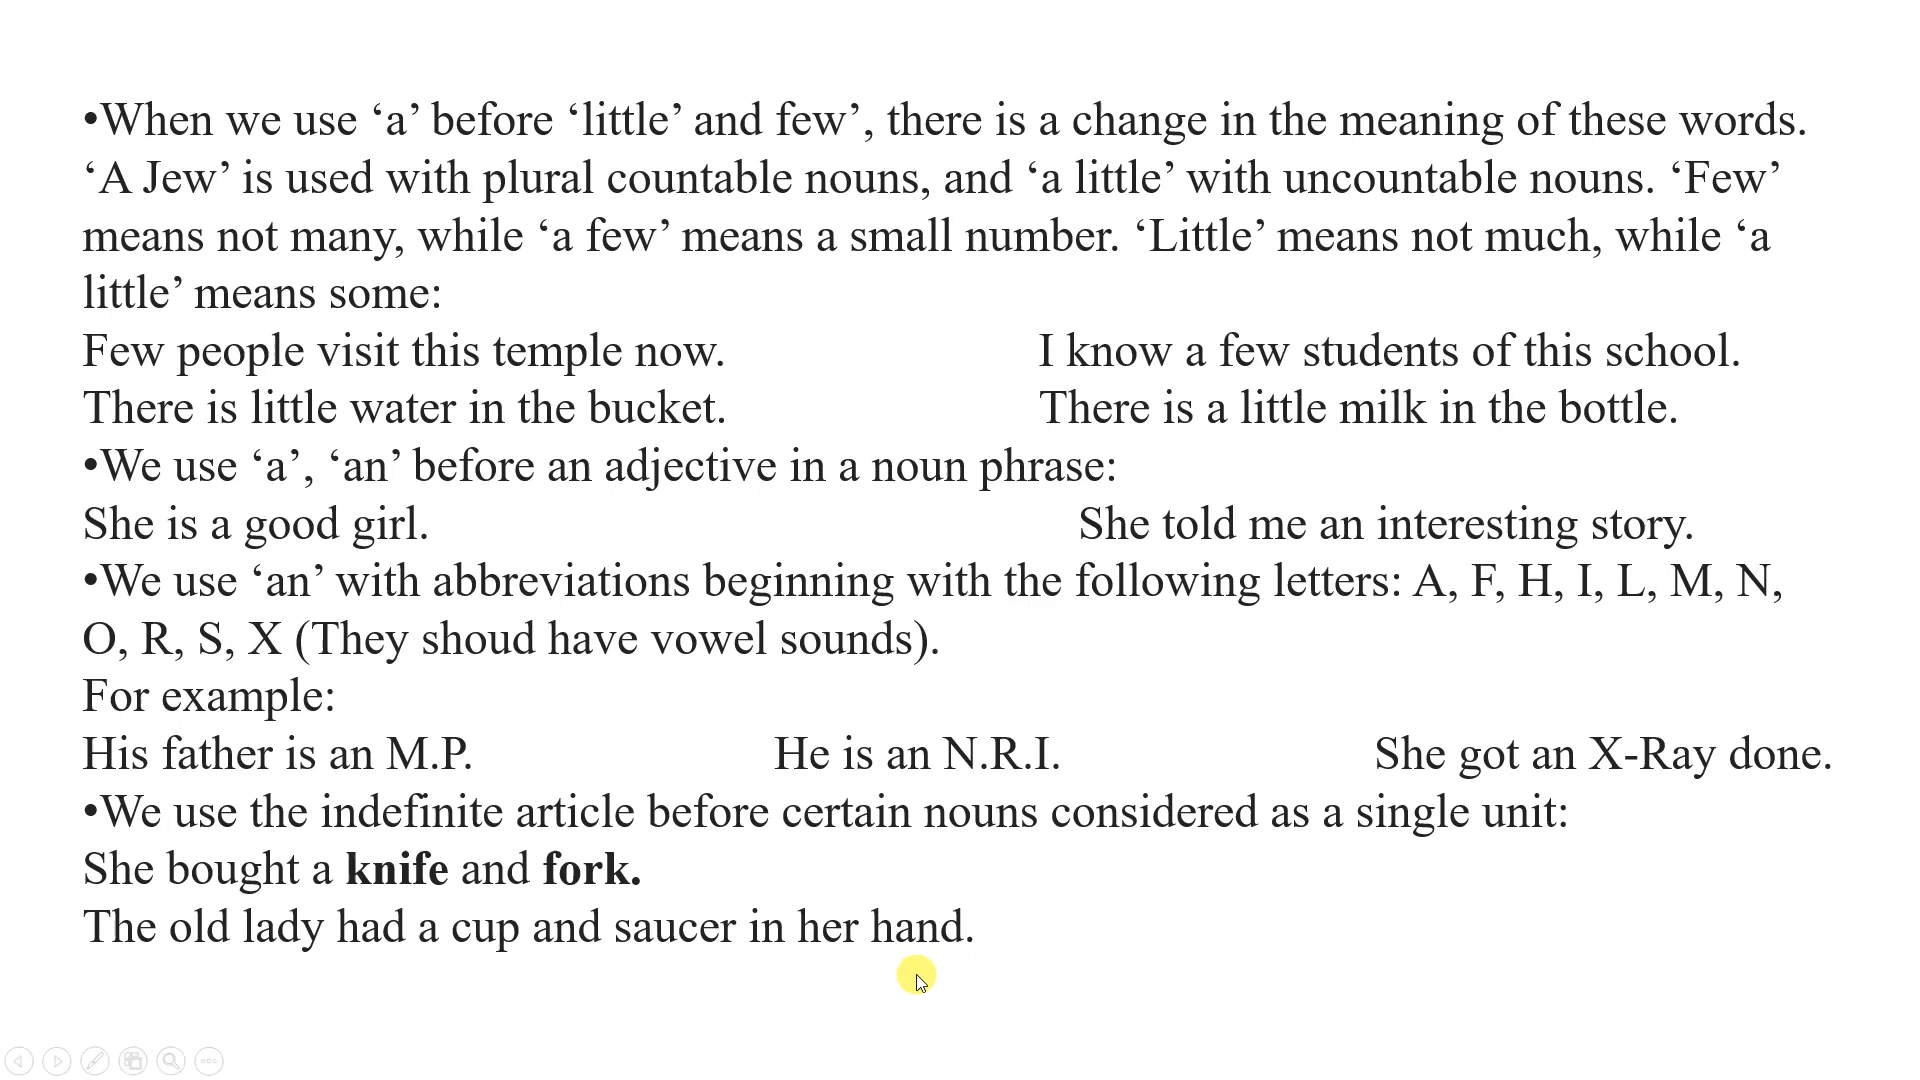 •When we use ‘a’ before ‘little’ and few’, there is a change in the meaning of these words.
‘A Jew’ is used with plural countable nouns, and ‘a little’ with uncountable nouns. ‘Few’
means not many, while ‘a few’ means a small number. ‘Little’ means not much, while ‘a
little’ means some:
Few people visit this temple now. I know a few students of this school.
There is little water in the bucket. There is a little milk in the bottle.
•We use ‘a’, ‘an’ before an adjective in a noun phrase:
She is a good girl. She told me an interesting story.
•We use ‘an’ with abbreviations beginning with the following letters: A, F, H, I, L, M, N,
O, R, S, X (They shoud have vowel sounds).
For example:
His father is an M.P. He is an N.R.I. She got an X-Ray done.
•We use the indefinite article before certain nouns considered as a single unit:
She bought a knife and fork.
The old lady had a cup and saucer in her hand.